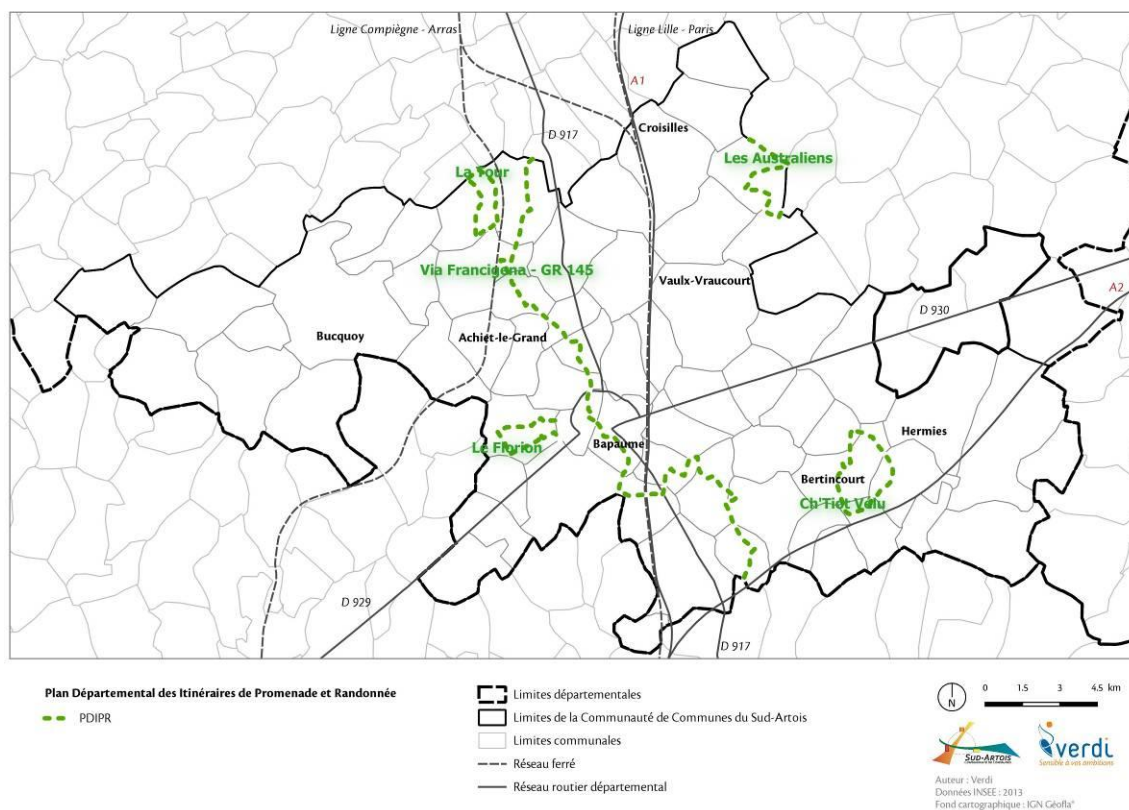 Ligne Compiègne - Arras
Ligne Lille - Paris
A1
D 917
Croisilles
La Tour
Les Australiens
Via Francigena - GR 145
Vaulx-Vraucourt
A2
D 930
Bucquoy
Achiet-le-Grand
Hermies
Le Florion
Bapaume
Bertincourt
Ch'Tiot Vélu
D 929
D 917
Plan Départemental des Itinéraires de Promenade et Randonnée
PDIPR
Limites départementales
Limites de la Communauté de Communes du Sud-Artois
Limites communales
Réseau ferré
Réseau routier départemental
N
0 1.5 3 4.5 km
SUD-ARTOIS
verdi
Sensible à vos ambitions
Auteur : Verdi
Données INSEE : 2013
Fond cartographique : IGN Géofla®